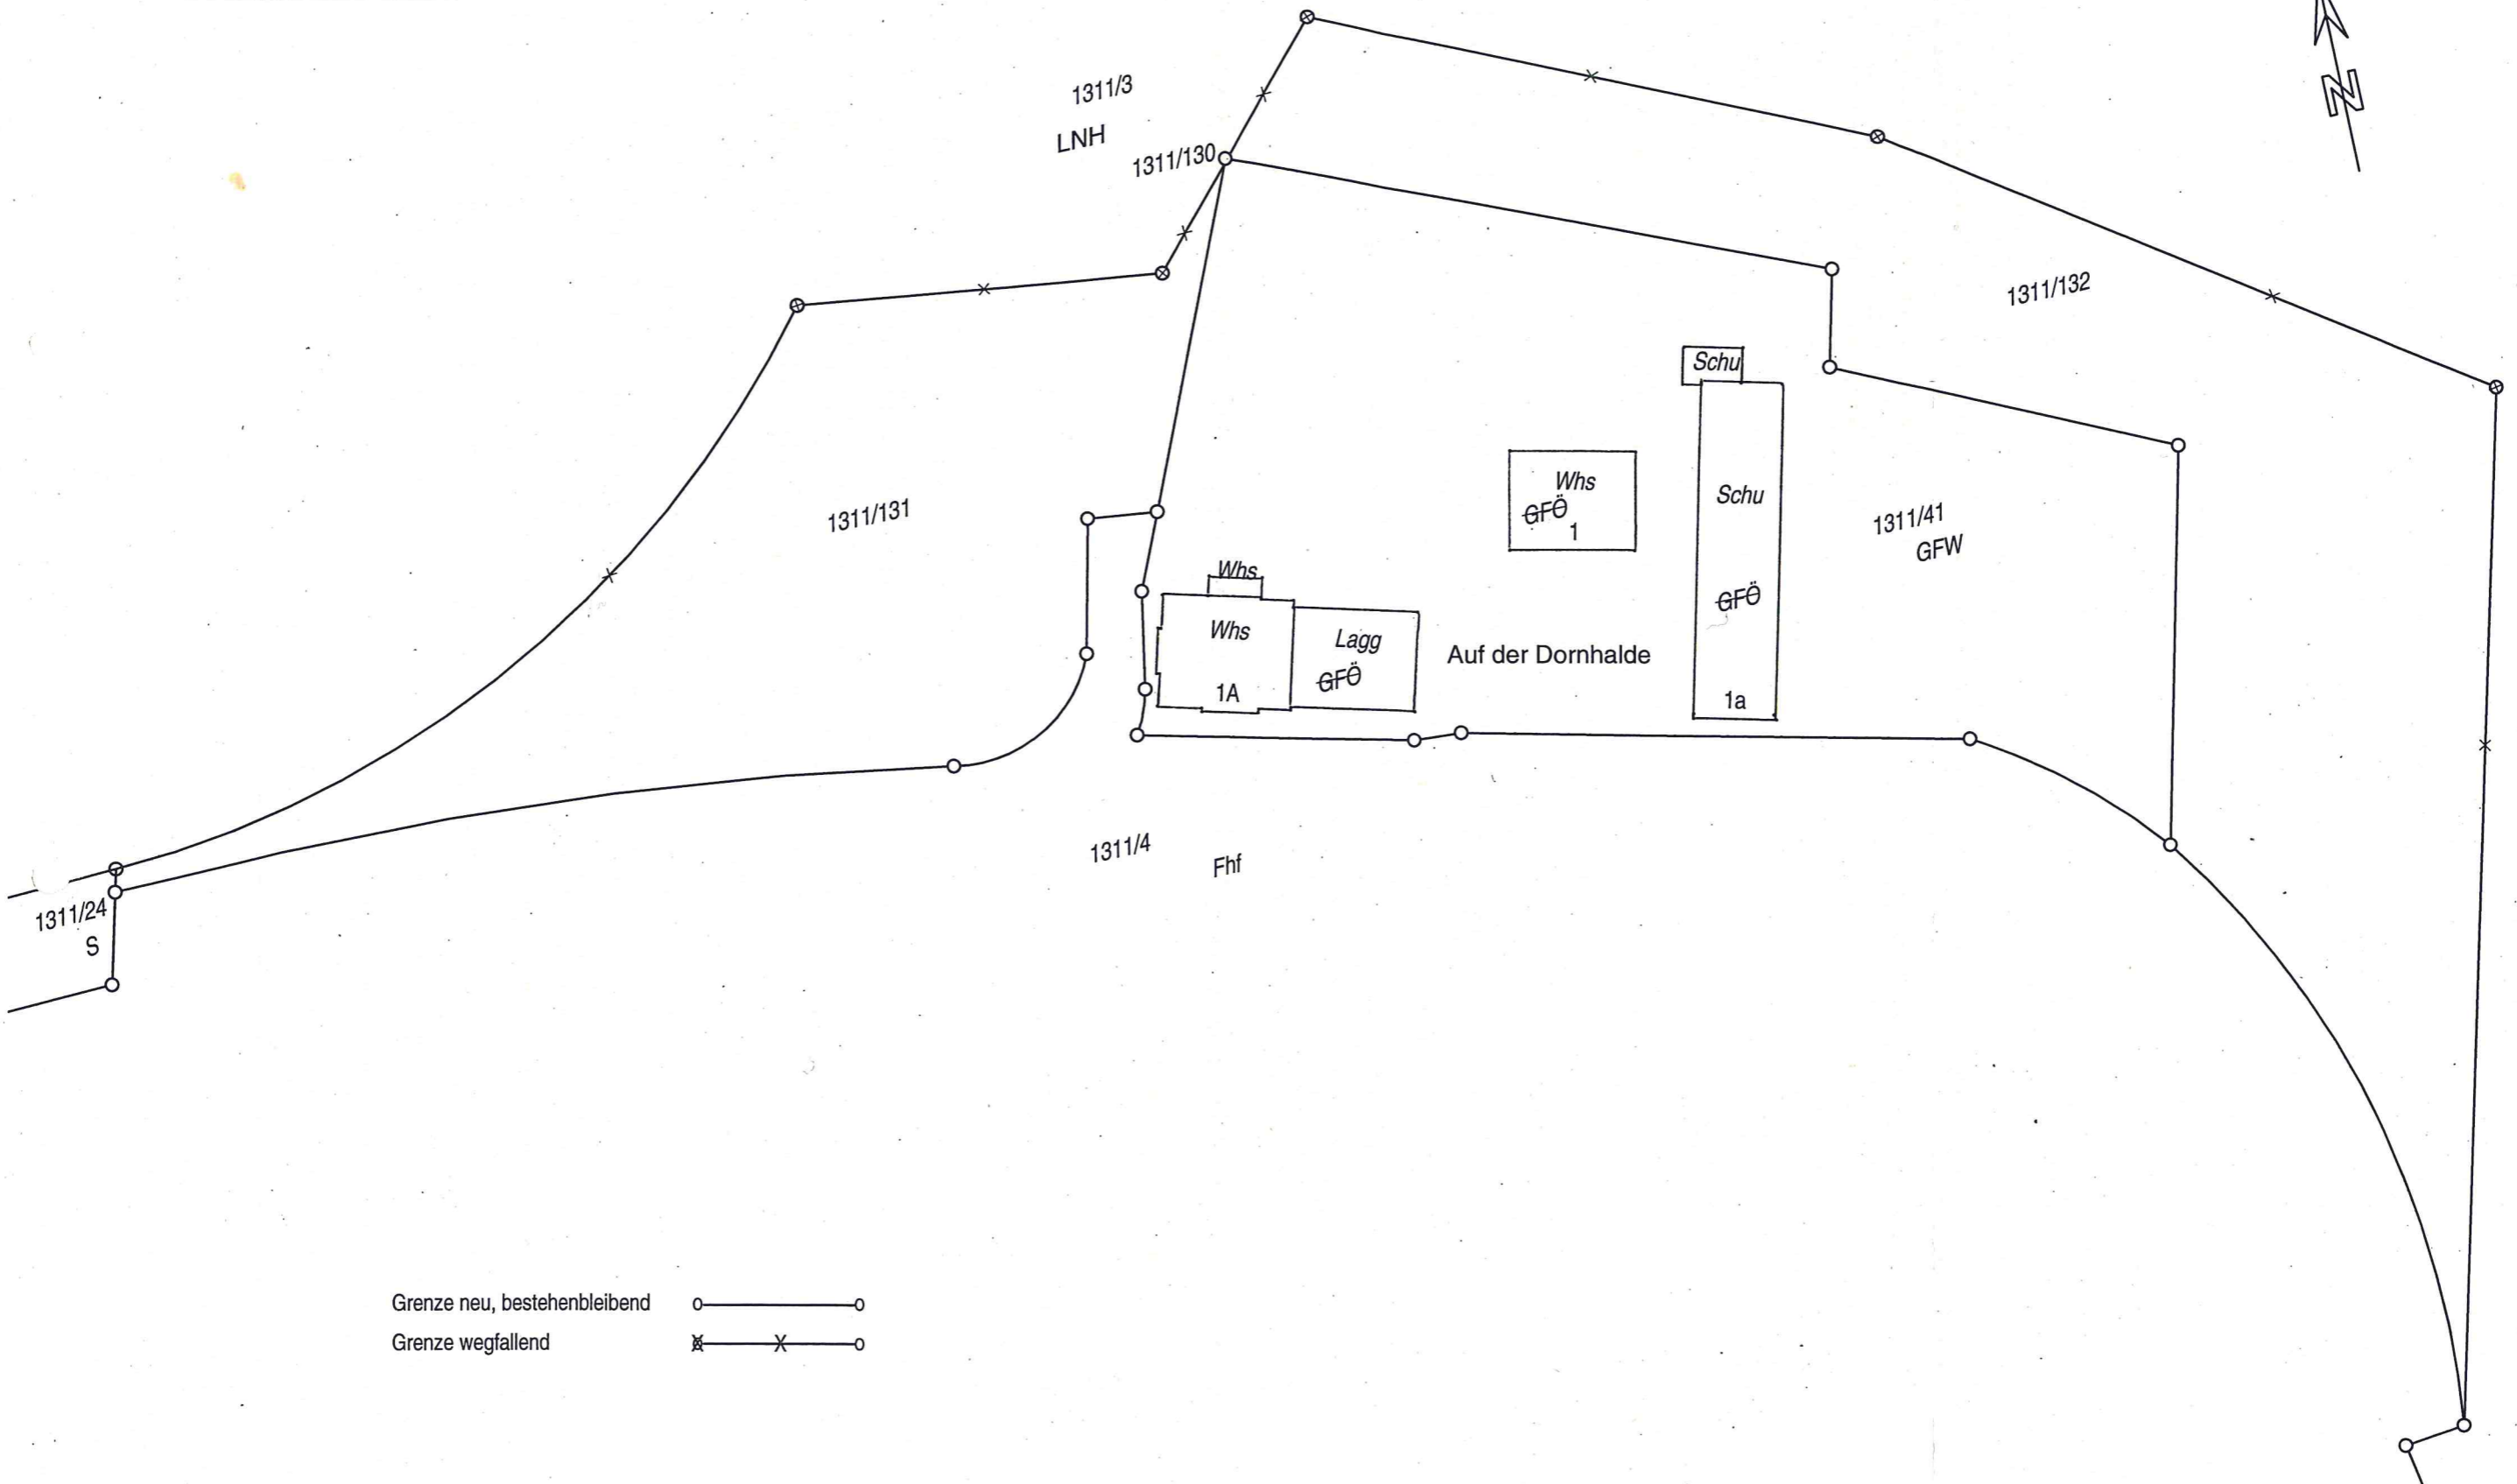 N
1311/3
LNH
1311/130
1311/132
Schu
Whs
GFÖ
1
Schu
1311/131
1311/41
GFW
Whs
GFÖ
Whs
Lagg
Auf der Dornhalde
GFÖ
1A
1a
1311/4
Fhf
1311/24
S
Grenze neu, bestehenbleibend
Grenze wegfallend